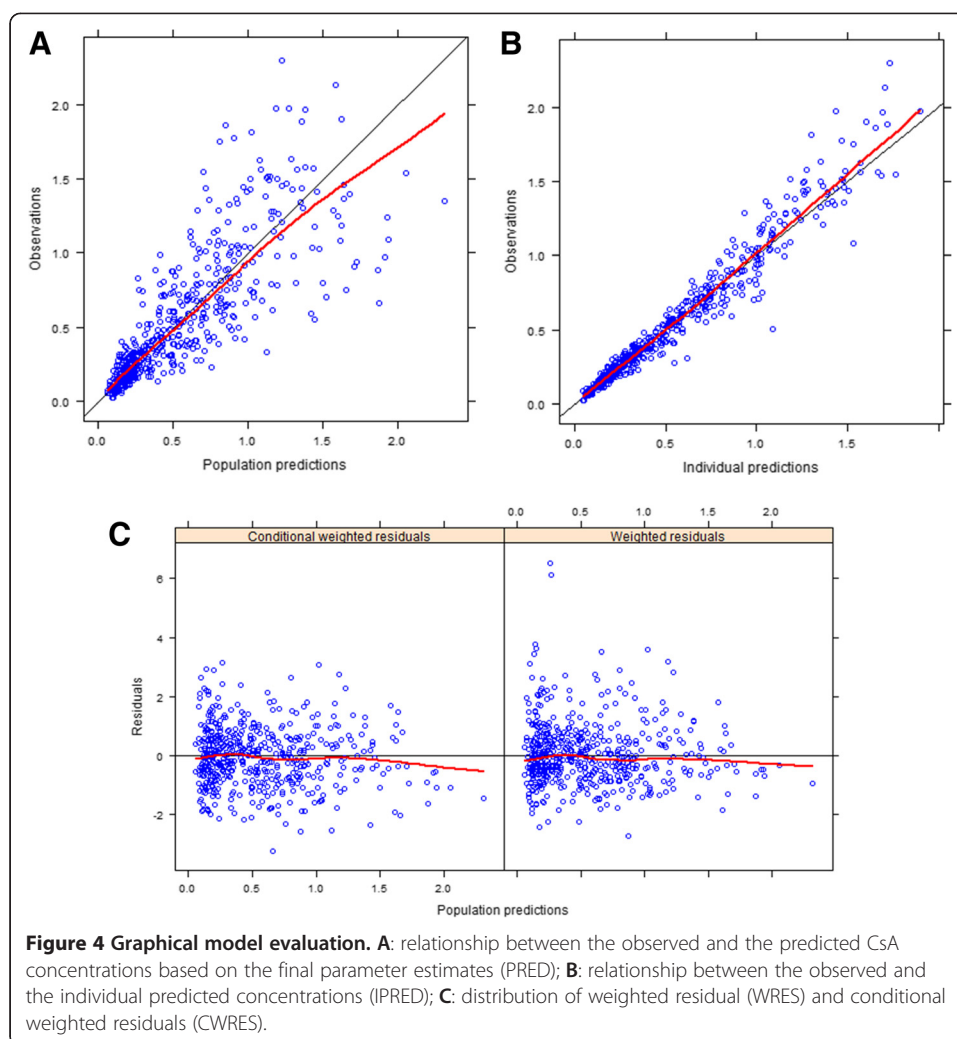 A
B
2.0
1.5
1.0
0.5
0.0
Observations
0.0 0.5 1.0 1.5 2.0
Population predictions
2.0
1.5
1.0
0.5
0.0
Observations
0.0 0.5 1.0 1.5
Individual predictions
C
0.0 0.5 1.0 1.5 2.0
Conditional weighted residuals
Weighted residuals
6
4
2
0
-2
Residuals
0.0 0.5 1.0 1.5 2.0
Population predictions
Figure 4 Graphical model evaluation. A: relationship between the observed and the predicted CsA
concentrations based on the final parameter estimates (PRED); B: relationship between the observed and
the individual predicted concentrations (IPRED); C: distribution of weighted residual (WRES) and conditional
weighted residuals (CWRES).